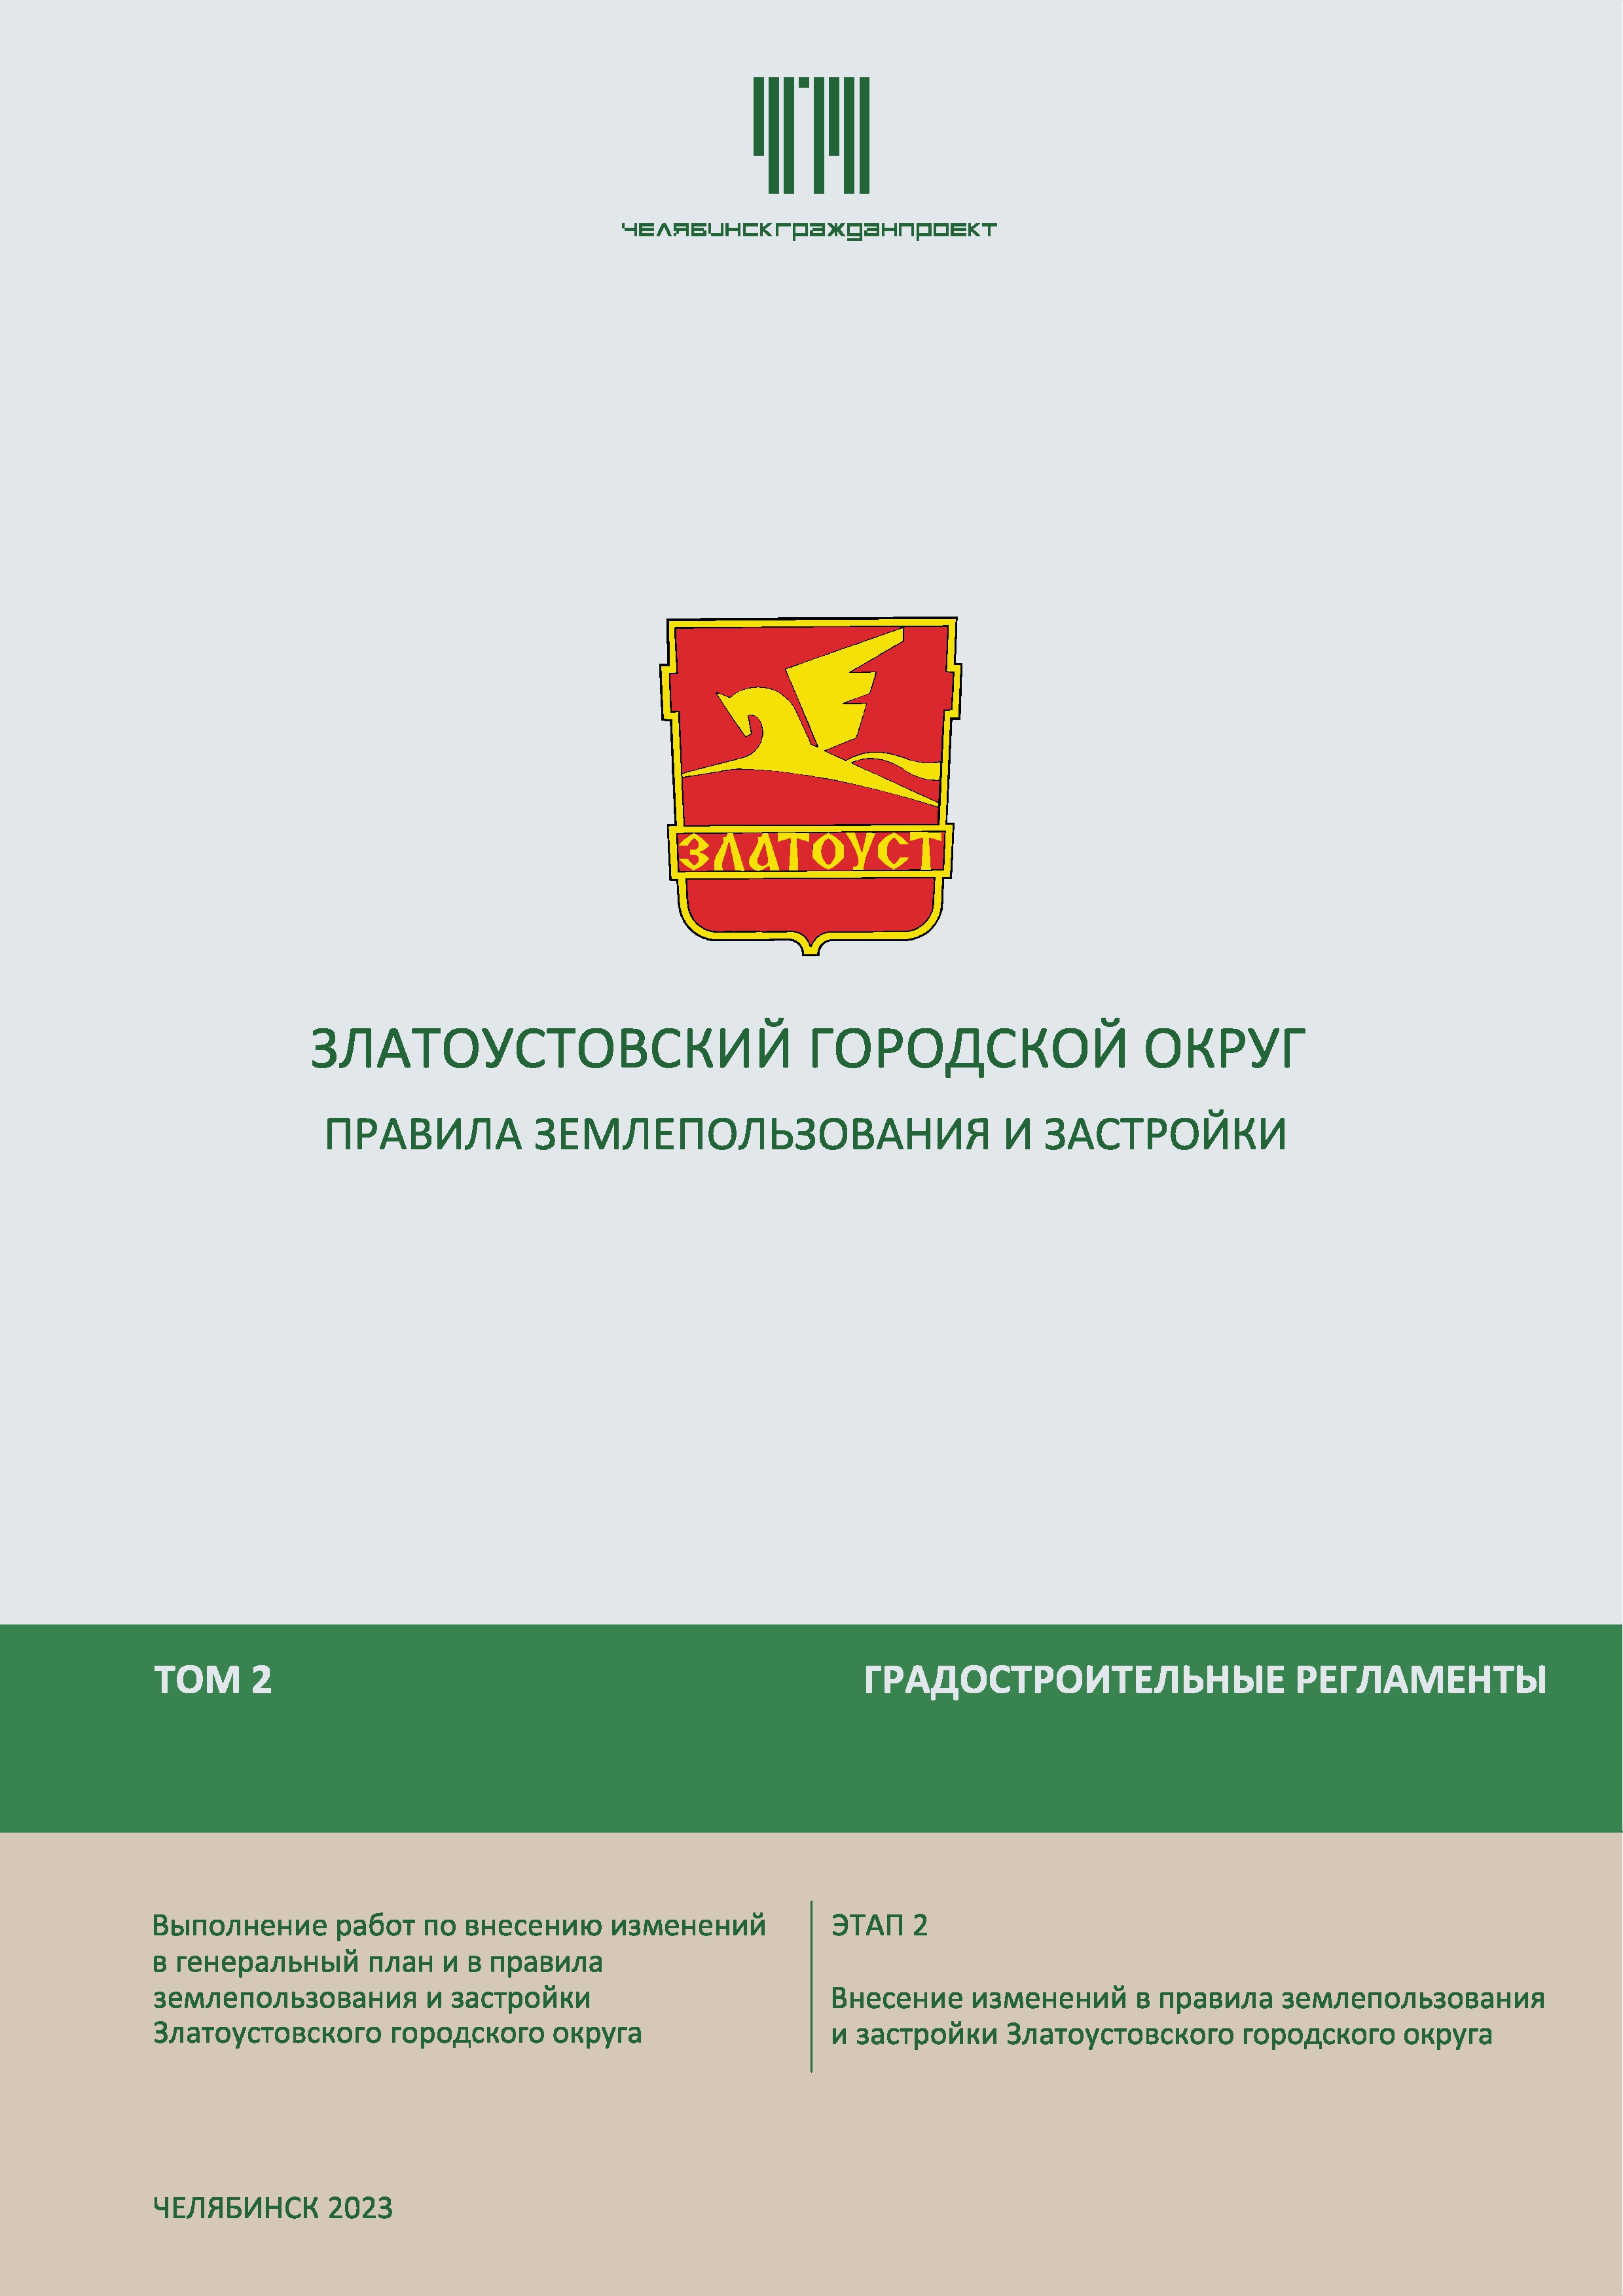 ЧЕЛЯБИНСКГРАЖДАНПРОЕКТ
ЗЛАТОУСТ
ЗЛАТОУСТОВСКИЙ ГОРОДСКОЙ ОКРУГ
ПРАВИЛА ЗЕМЛЕПОЛЬЗОВАНИЯ И ЗАСТРОЙКИ
ТОМ 2
ГРАДОСТРОИТЕЛЬНЫЕ РЕГЛАМЕНТЫ
Выполнение работ по внесению изменений
в генеральный план и в правила
землепользования и застройки
Златоустовского городского округа
ЭТАП 2
Внесение изменений в правила землепользования
и застройки Златоустовского городского округа
ЧЕЛЯБИНСК 2023